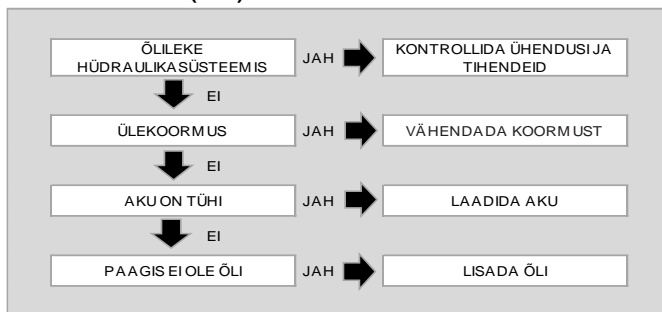 ÕLILEKE
HÜDRAULIKASÜSTEEMIS
JAH
KONTROLLIDA ÜHENDUSI JA
TIHENDEID
EI
ÜLEKOORMUS
JAH
VÄHENDADA KOORMUST
EI
AKU ON TÜHI
JAH
LAADIDA AKU
EI
PAAGIS EI OLE ÕLI
JAH
LISADA ÕLI